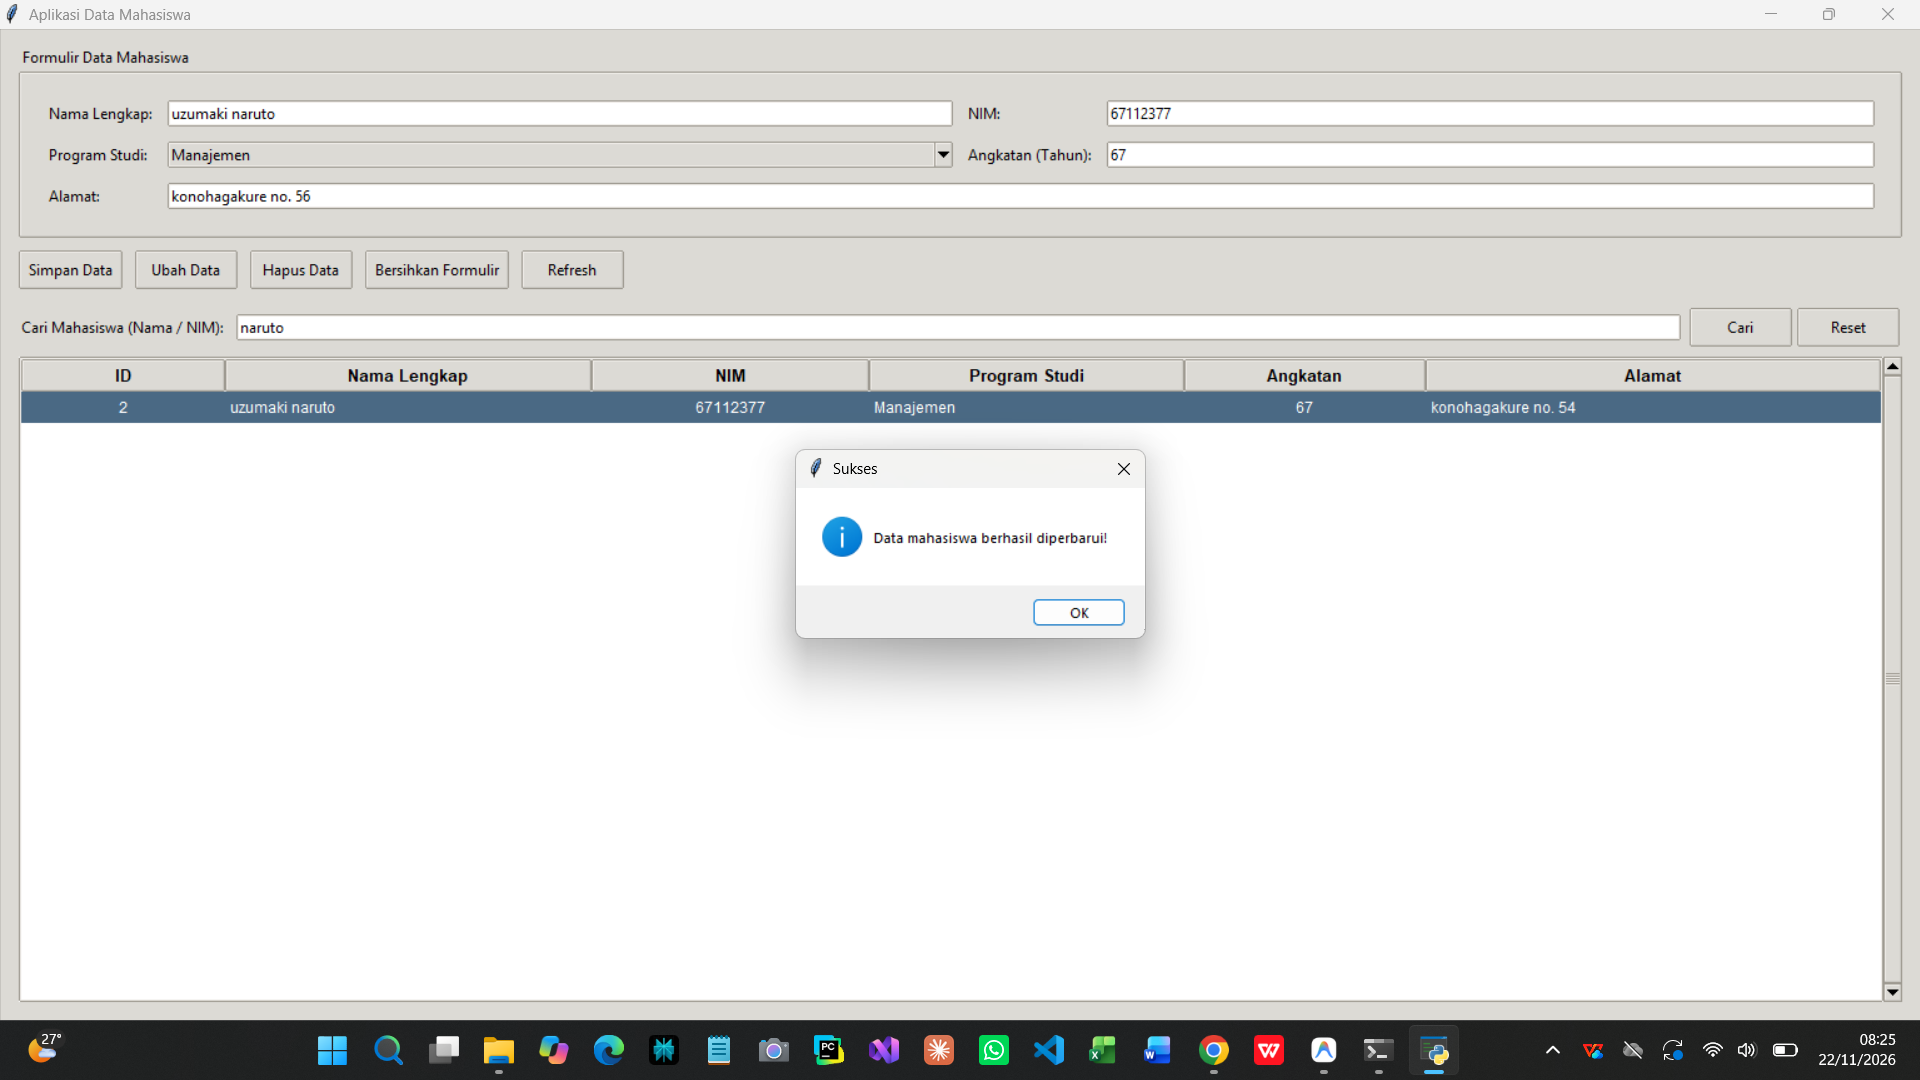 Aplikasi Data Mahasiswa
Formulir Data Mahasiswa
Nama Lengkap: uzumaki naruto NIM: 67112377
Program Studi: Manajemen Angkatan (Tahun): 67
Alamat: konohagakure no. 56
Simpan Data Ubah Data Hapus Data Bersihkan Formulir Refresh
Cari Mahasiswa (Nama / NIM): naruto Cari Reset
ID Nama Lengkap NIM Program Studi Angkatan Alamat
2 uzumaki naruto 67112377 Manajemen 67 konohagakure no. 54
Sukses
Data mahasiswa berhasil diperbarui!
OK
27°
PC
08:25
22/11/2026